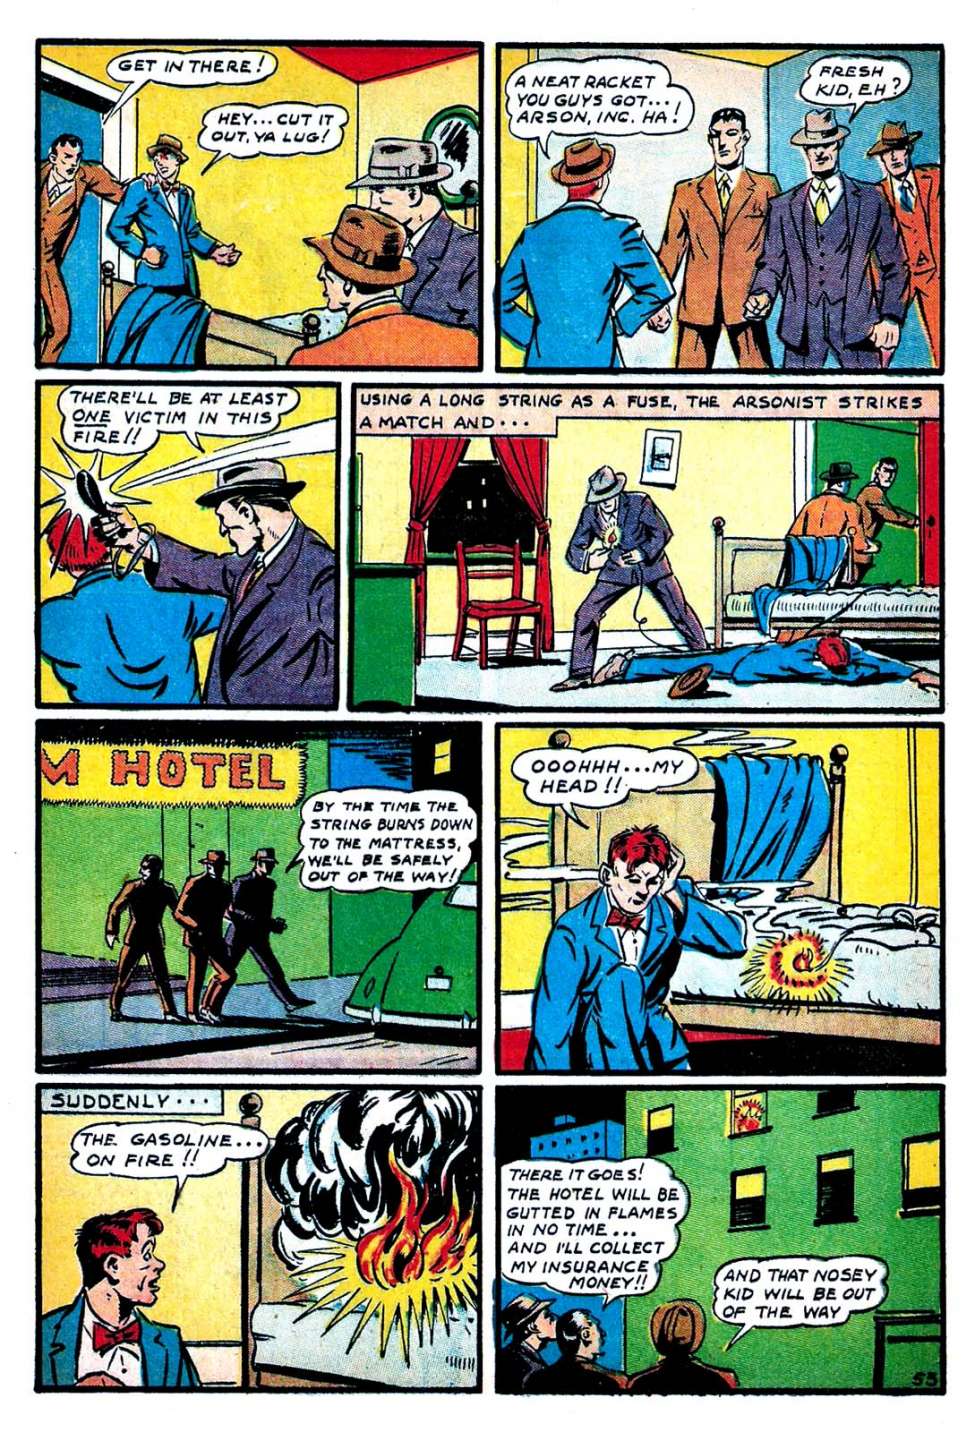 GET IN THERE!
HEY...CUT IT
OUT, YA LUG!
A NEAT RACKET
YOU GUYS GOT...
ARSON, INC. HA!
FRESH
KID, EH?
THERE'LL BE AT LEAST
ONE VICTIM IN THIS
FIRE!!
USING A LONG STRING AS A FUSE, THE ARSONIST STRIKES
A MATCH AND...
M HOTEL
BY THE TIME THE
STRING BURNS DOWN
TO THE MATTRESS,
WE'LL BE SAFELY
OUT OF THE WAY!
OOOHHH...MY
HEAD!!
SUDDENLY...
THE GASOLINE...
ON FIRE!!
THERE IT GOES!
THE HOTEL WILL BE
GUTTED IN FLAMES
IN NO TIME...
AND I'LL COLLECT
MY INSURANCE
MONEY!!
AND THAT NOSEY
KID WILL BE OUT
OF THE WAY
53